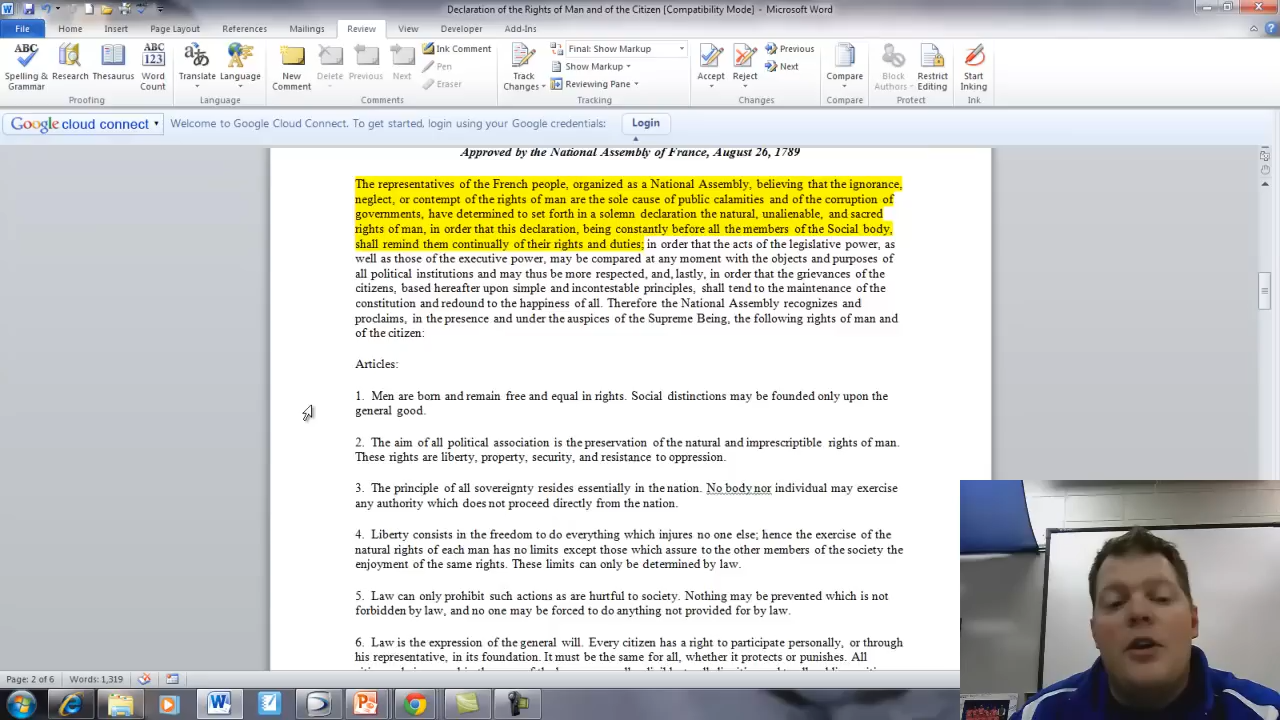 Declaration of the Rights of Man and of the Citizen [Compatibility Mode] - Microsoft Word
File Home Insert Page Layout References Mailings Review View Developer Add-Ins
Spelling & Grammar Research Thesaurus Word Count
Proofing
Translate Language
Language
New Comment Delete Previous Next
Ink Comment
Pen
Eraser
Comments
Track Changes
Final: Show Markup
Show Markup
Reviewing Pane
Tracking
Accept Reject
Previous
Next
Changes
Compare
Compare
Block Authors Restrict Editing
Protect
Start Inking
Ink
Google cloud connect Welcome to Google Cloud Connect. To get started, login using your Google credentials: Login
Approved by the National Assembly of France, August 26, 1789
The representatives of the French people, organized as a National Assembly, believing that the ignorance,
neglect, or contempt of the rights of man are the sole cause of public calamities and of the corruption of
governments, have determined to set forth in a solemn declaration the natural, unalienable, and sacred
rights of man, in order that this declaration, being constantly before all the members of the Social body,
shall remind them continually of their rights and duties; in order that the acts of the legislative power, as
well as those of the executive power, may be compared at any moment with the objects and purposes of
all political institutions and may thus be more respected, and, lastly, in order that the grievances of the
citizens, based hereafter upon simple and incontestable principles, shall tend to the maintenance of the
constitution and redound to the happiness of all. Therefore the National Assembly recognizes and
proclaims, in the presence and under the auspices of the Supreme Being, the following rights of man and
of the citizen:
Articles:
1. Men are born and remain free and equal in rights. Social distinctions may be founded only upon the
general good.
2. The aim of all political association is the preservation of the natural and imprescriptible rights of man.
These rights are liberty, property, security, and resistance to oppression.
3. The principle of all sovereignty resides essentially in the nation. No body nor individual may exercise
any authority which does not proceed directly from the nation.
4. Liberty consists in the freedom to do everything which injures no one else; hence the exercise of the
natural rights of each man has no limits except those which assure to the other members of the society the
enjoyment of the same rights. These limits can only be determined by law.
5. Law can only prohibit such actions as are hurtful to society. Nothing may be prevented which is not
forbidden by law, and no one may be forced to do anything not provided for by law.
6. Law is the expression of the general will. Every citizen has a right to participate personally, or through
his representative, in its foundation. It must be the same for all, whether it protects or punishes. All
Page: 2 of 6 Words: 1,319